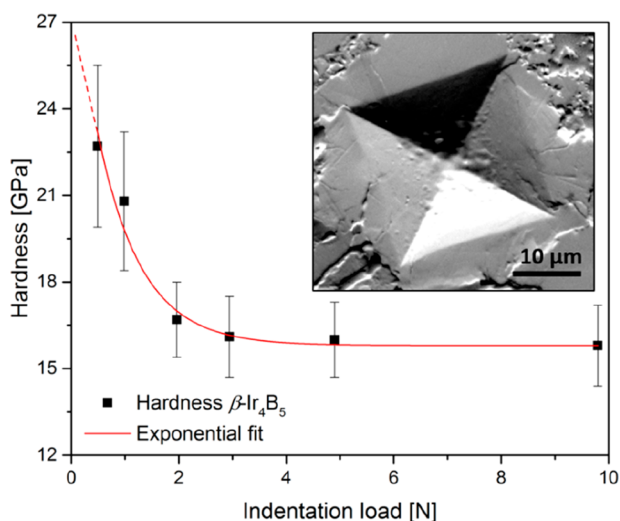 27
24
21
18
15
12
Hardness [GPa]
10 µm
Hardness β-Ir₄B₅
Exponential fit
0 2 4 6 8 10
Indentation load [N]